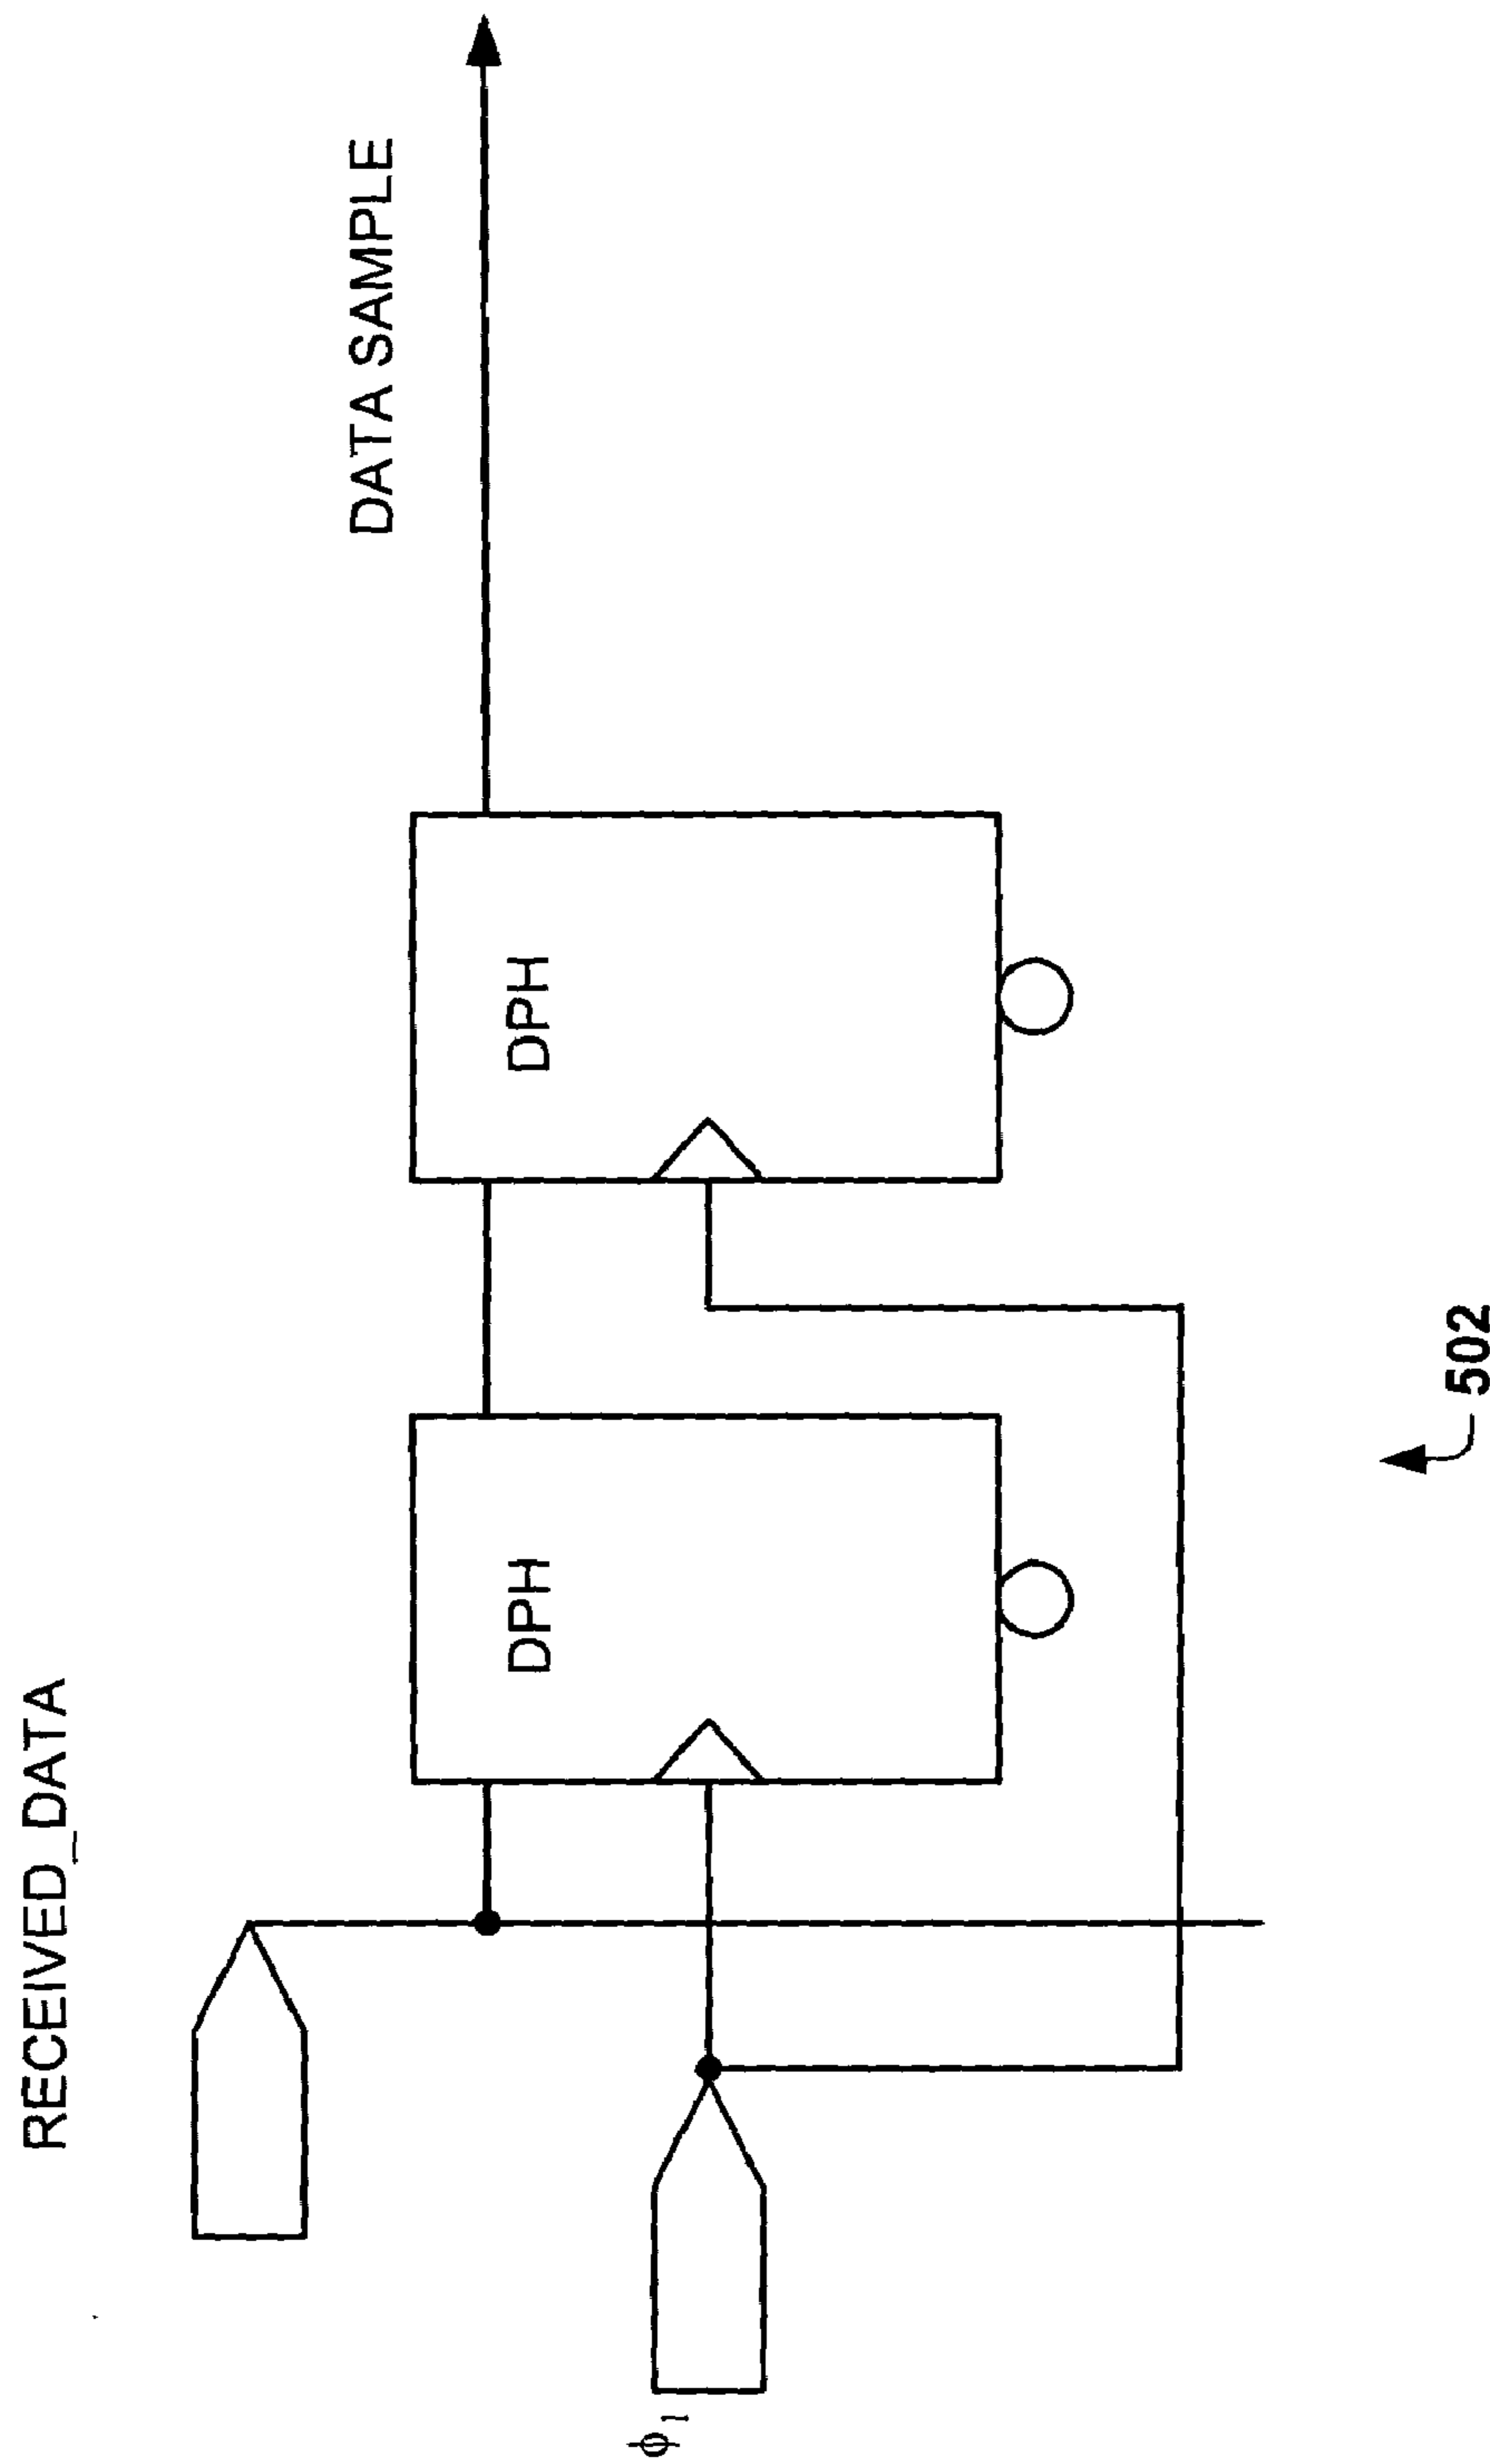 RECEIVED_DATA
DATA SAMPLE
DPH
DPH
φ1
502